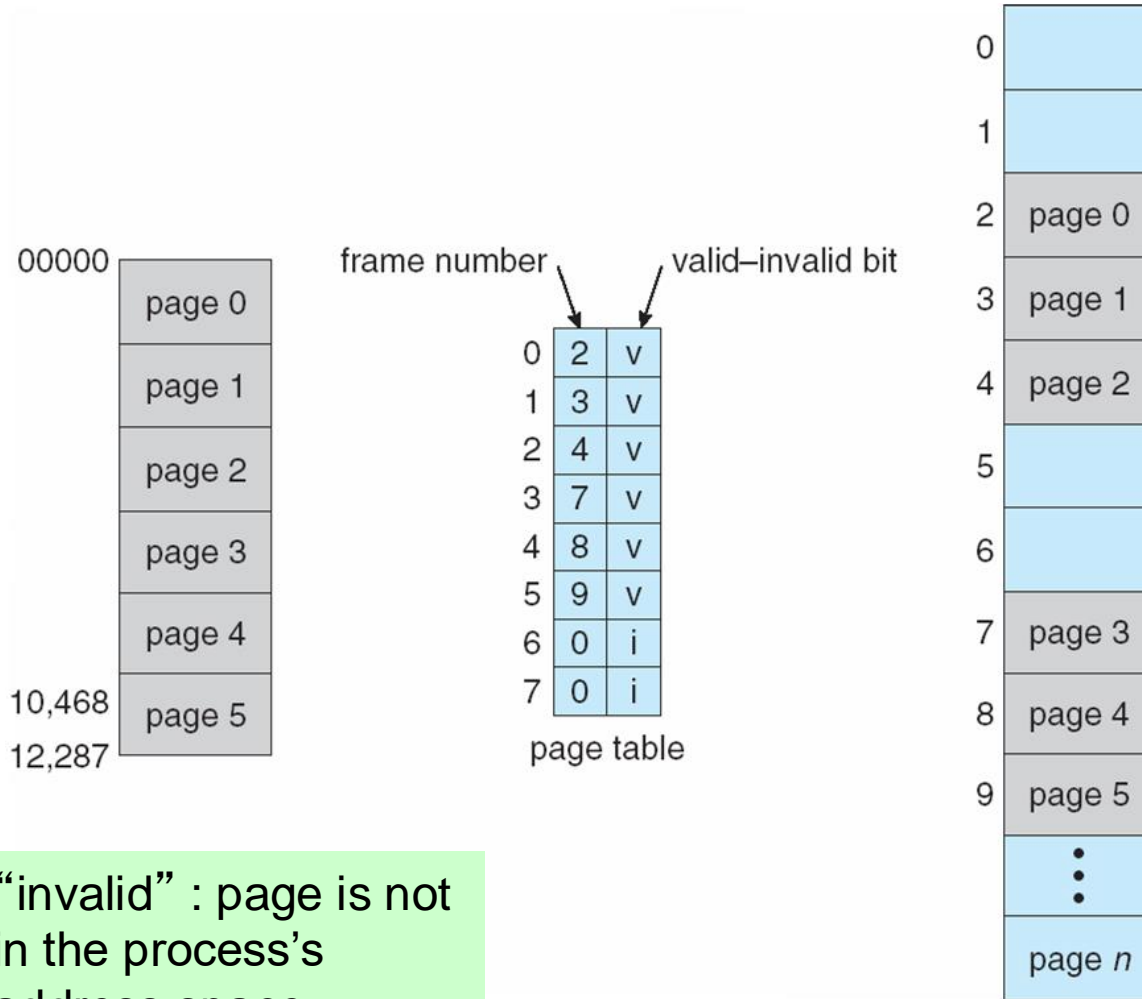 00000
page 0
page 1
page 2
page 3
page 4
10,468
page 5
12,287
frame number
valid–invalid bit
0 2 v
1 3 v
2 4 v
3 7 v
4 8 v
5 9 v
6 0 i
7 0 i
page table
0
1
2 page 0
3 page 1
4 page 2
5
6
7 page 3
8 page 4
9 page 5
page n
“invalid” : page is not
in the process’s
address space